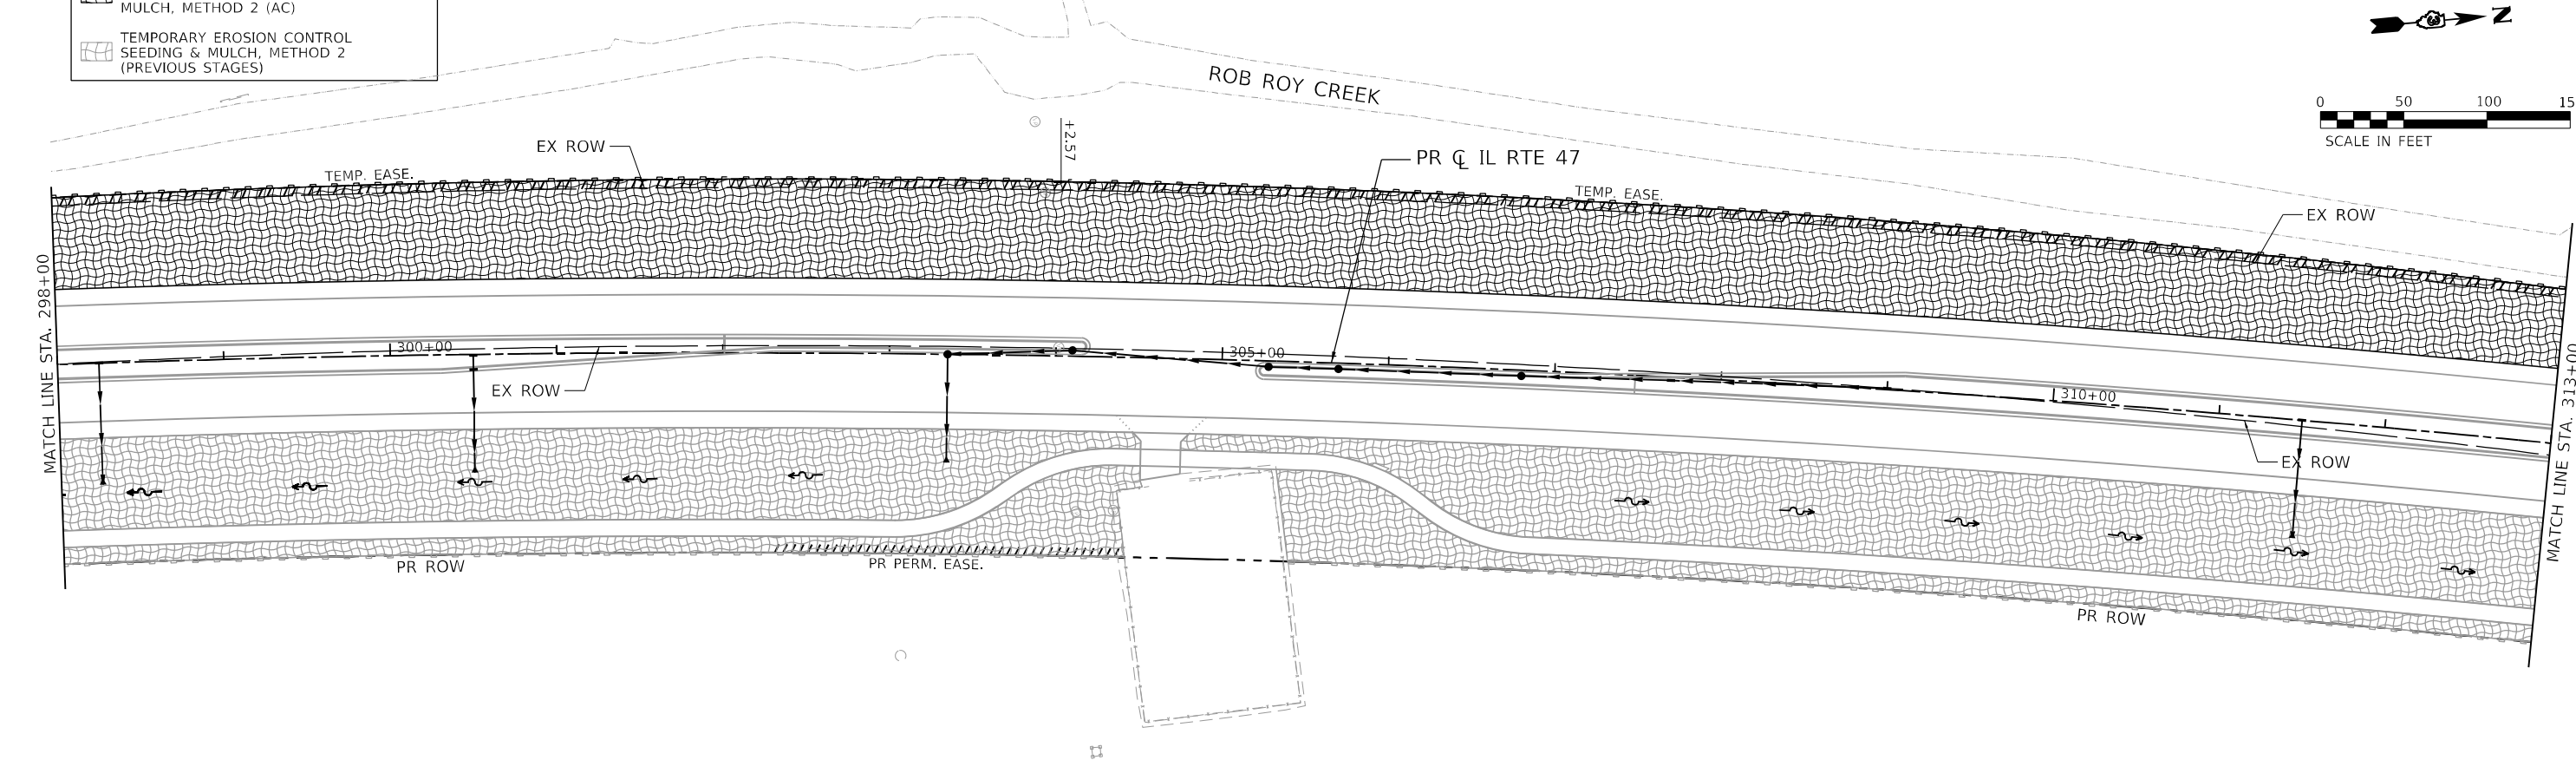 MULCH, METHOD 2 (AC)
TEMPORARY EROSION CONTROL
SEEDING & MULCH, METHOD 2
(PREVIOUS STAGES)
N
0 50 100 15
SCALE IN FEET
ROB ROY CREEK
+2.57
EX ROW
PR ℄ IL RTE 47
TEMP. EASE.
TEMP. EASE.
EX ROW
MATCH LINE STA. 298+00
300+00
305+00
310+00
EX ROW
EX ROW
MATCH LINE STA. 313+00
PR ROW
PR PERM. EASE.
PR ROW